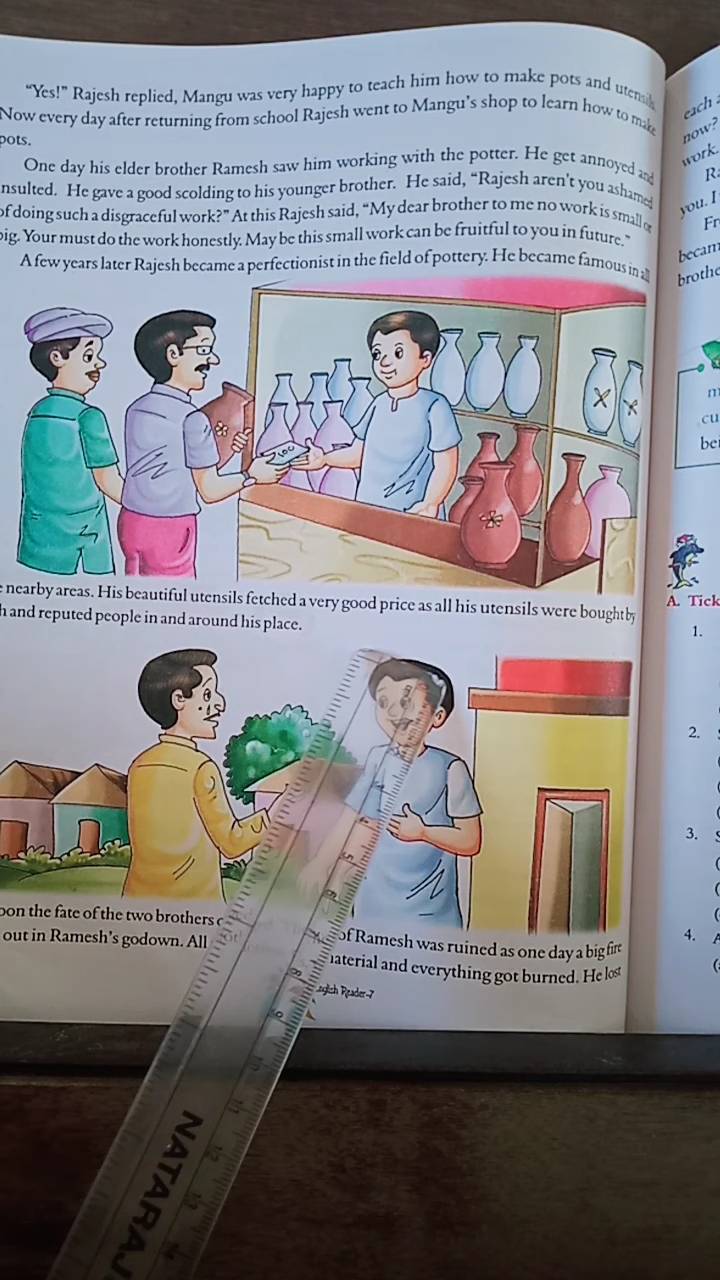 "Yes!" Rajesh replied, Mangu was very happy to teach him how to make pots and utensils.
Now every day after returning from school Rajesh went to Mangu's shop to learn how to make
pots.
One day his elder brother Ramesh saw him working with the potter. He get annoyed and
nsulted. He gave a good scolding to his younger brother. He said, "Rajesh aren't you ashamed
of doing such a disgraceful work?" At this Rajesh said, "My dear brother to me no work is small or
big. Your must do the work honestly. May be this small work can be fruitful to you in future."
A few years later Rajesh became a perfectionist in the field of pottery. He became famous in all
100
nearby areas. His beautiful utensils fetched a very good price as all his utensils were bought by
h and reputed people in and around his place.
oon the fate of the two brothers of Ramesh was ruined as one day a big fire
out in Ramesh's godown. All material and everything got burned. He lost
English Reader-7
each
now?
work.
you. I
becam
brothe
cu
be
A. Tick
1.
2.
3.
4.
NATARAJ